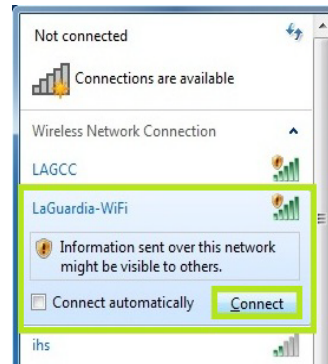 Not connected
Connections are available
Wireless Network Connection
LAGCC
LaGuardia-WiFi
Information sent over this network
might be visible to others.
Connect automatically
Connect
ihs